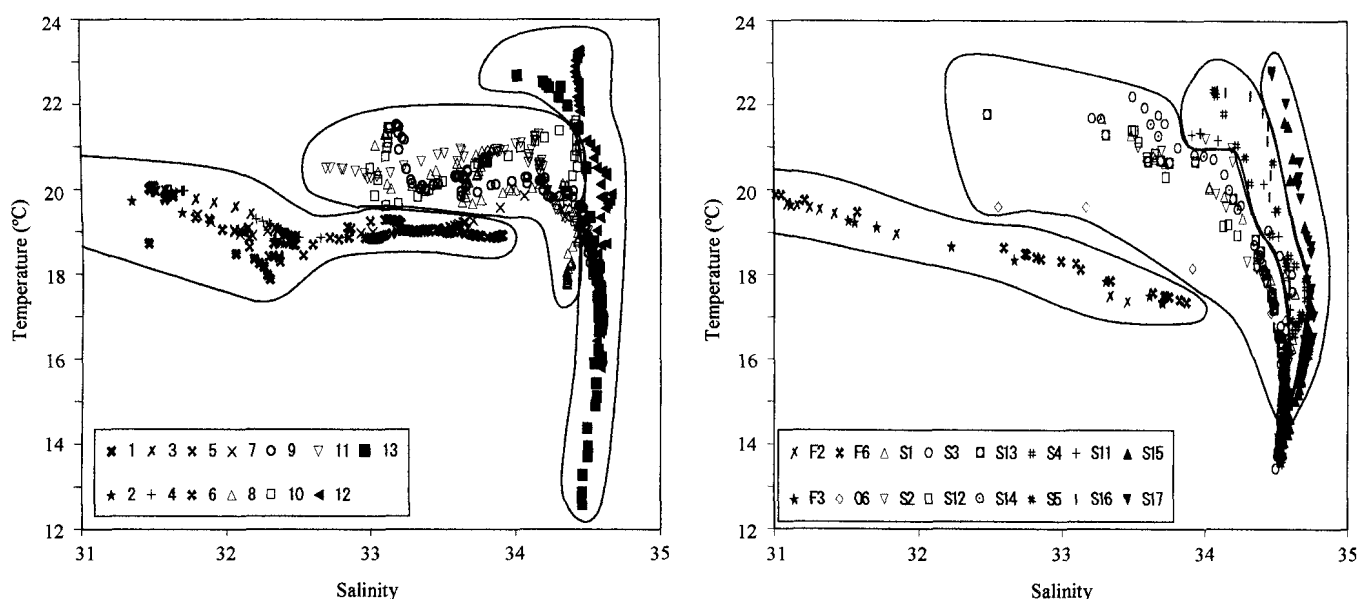 24
22
20
18
16
14
12
Temperature (°C)
1 3 5 7 9 11 13
2 4 6 8 10 12
31 32 33 34 35
Salinity
24
22
20
18
16
14
12
Temperature (°C)
F2 F6 S1 S3 S13 S4 S11 S15
F3 O6 S2 S12 S14 S5 S16 S17
31 32 33 34 35
Salinity